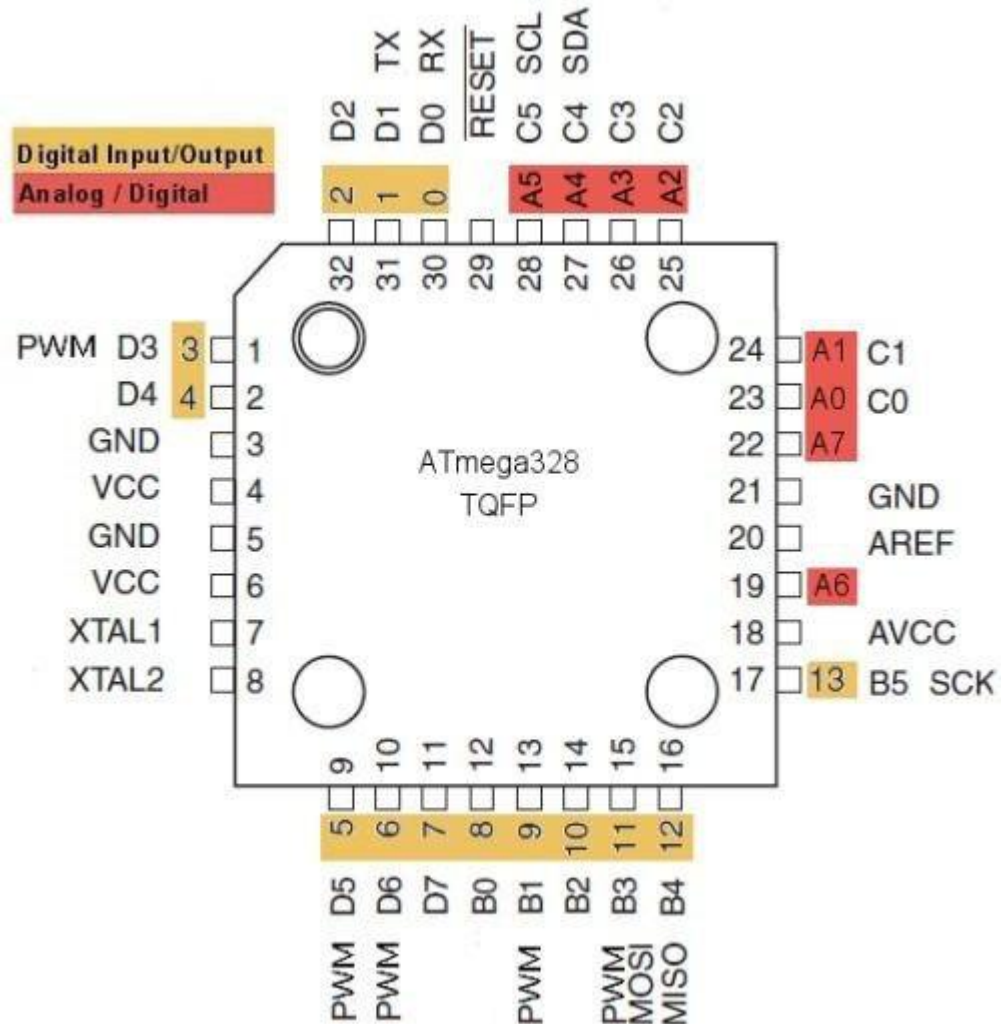 TX RX SCL SDA
D2 D1 D0 RESET C5 C4 C3 C2
Digital Input/Output
Analog / Digital
2 1 0 A5 A4 A3 A2
32 31 30 29 28 27 26 25
PWM D3 3 1
D4 4 2
GND 3
VCC 4
GND 5
VCC 6
XTAL1 7
XTAL2 8
ATmega328
TQFP
24 A1 C1
23 A0 C0
22 A7
21 GND
20 AREF
19 A6
18 AVCC
17 13 B5 SCK
9 10 11 12 13 14 15 16
5 6 7 8 9 10 11 12
D5 D6 D7 B0 B1 B2 B3 B4
PWM PWM PWM PWM MOSI MISO